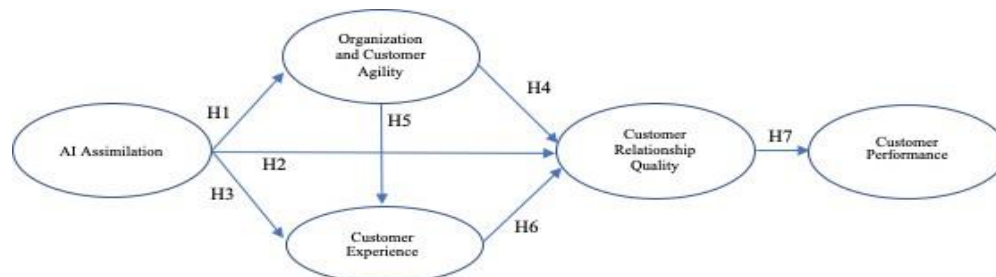 Organization
and Customer
Agility
H1
H4
H5
AI Assimilation
H2
Customer
Relationship
Quality
H7
Customer
Performance
H3
Customer
Experience
H6